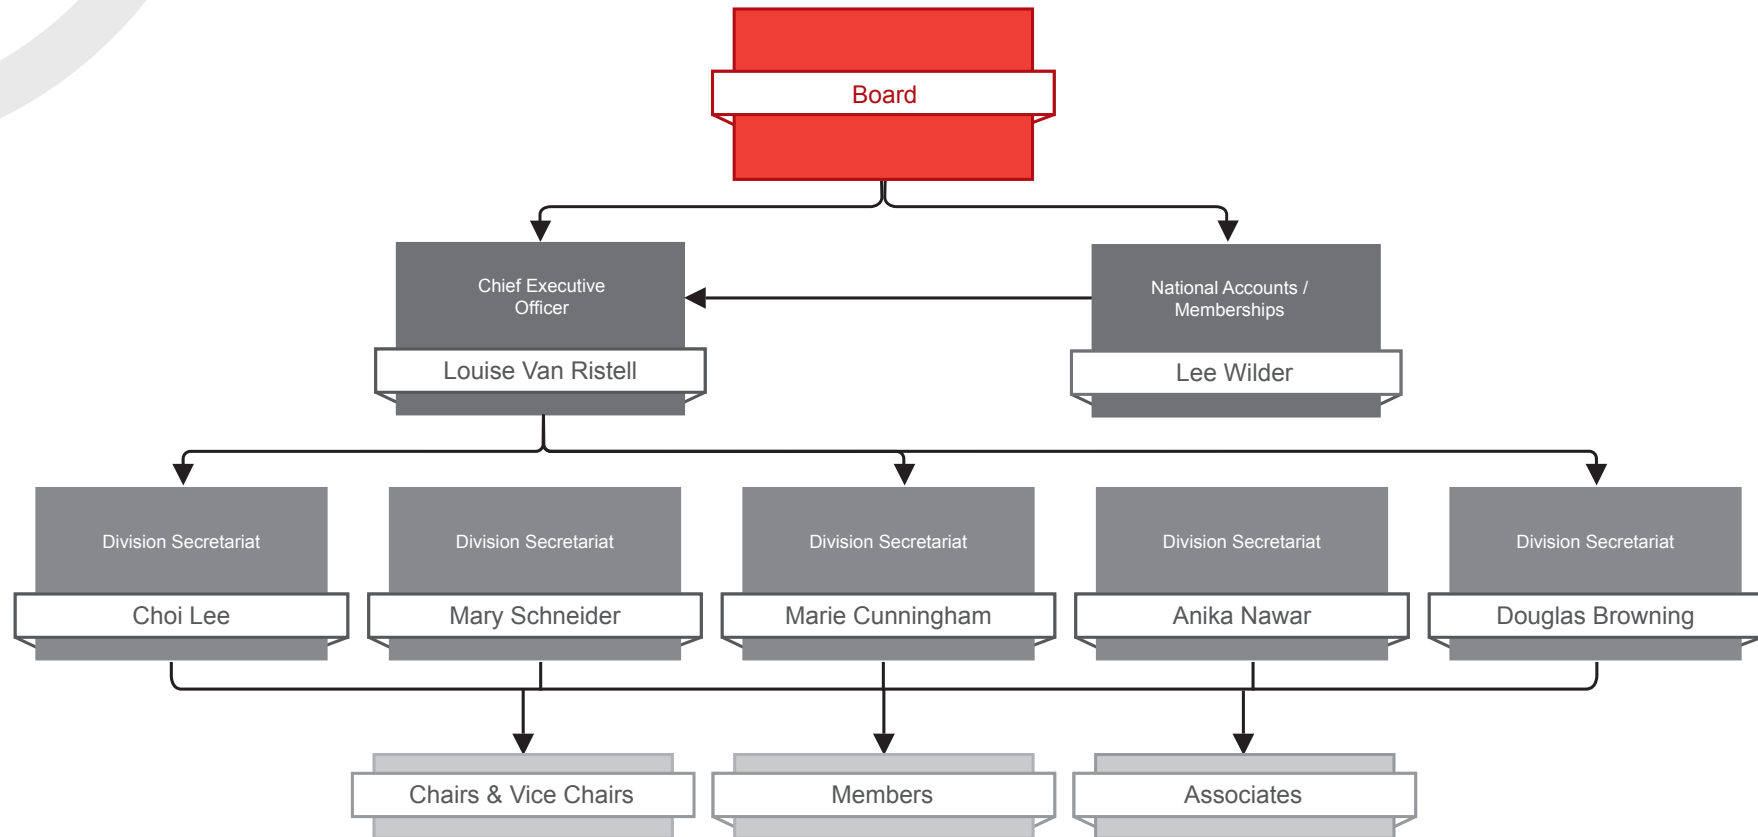 Board
Chief Executive
Officer
Louise Van Ristell
National Accounts /
Memberships
Lee Wilder
Division Secretariat
Choi Lee
Division Secretariat
Mary Schneider
Division Secretariat
Marie Cunningham
Division Secretariat
Anika Nawar
Division Secretariat
Douglas Browning
Chairs & Vice Chairs
Members
Associates